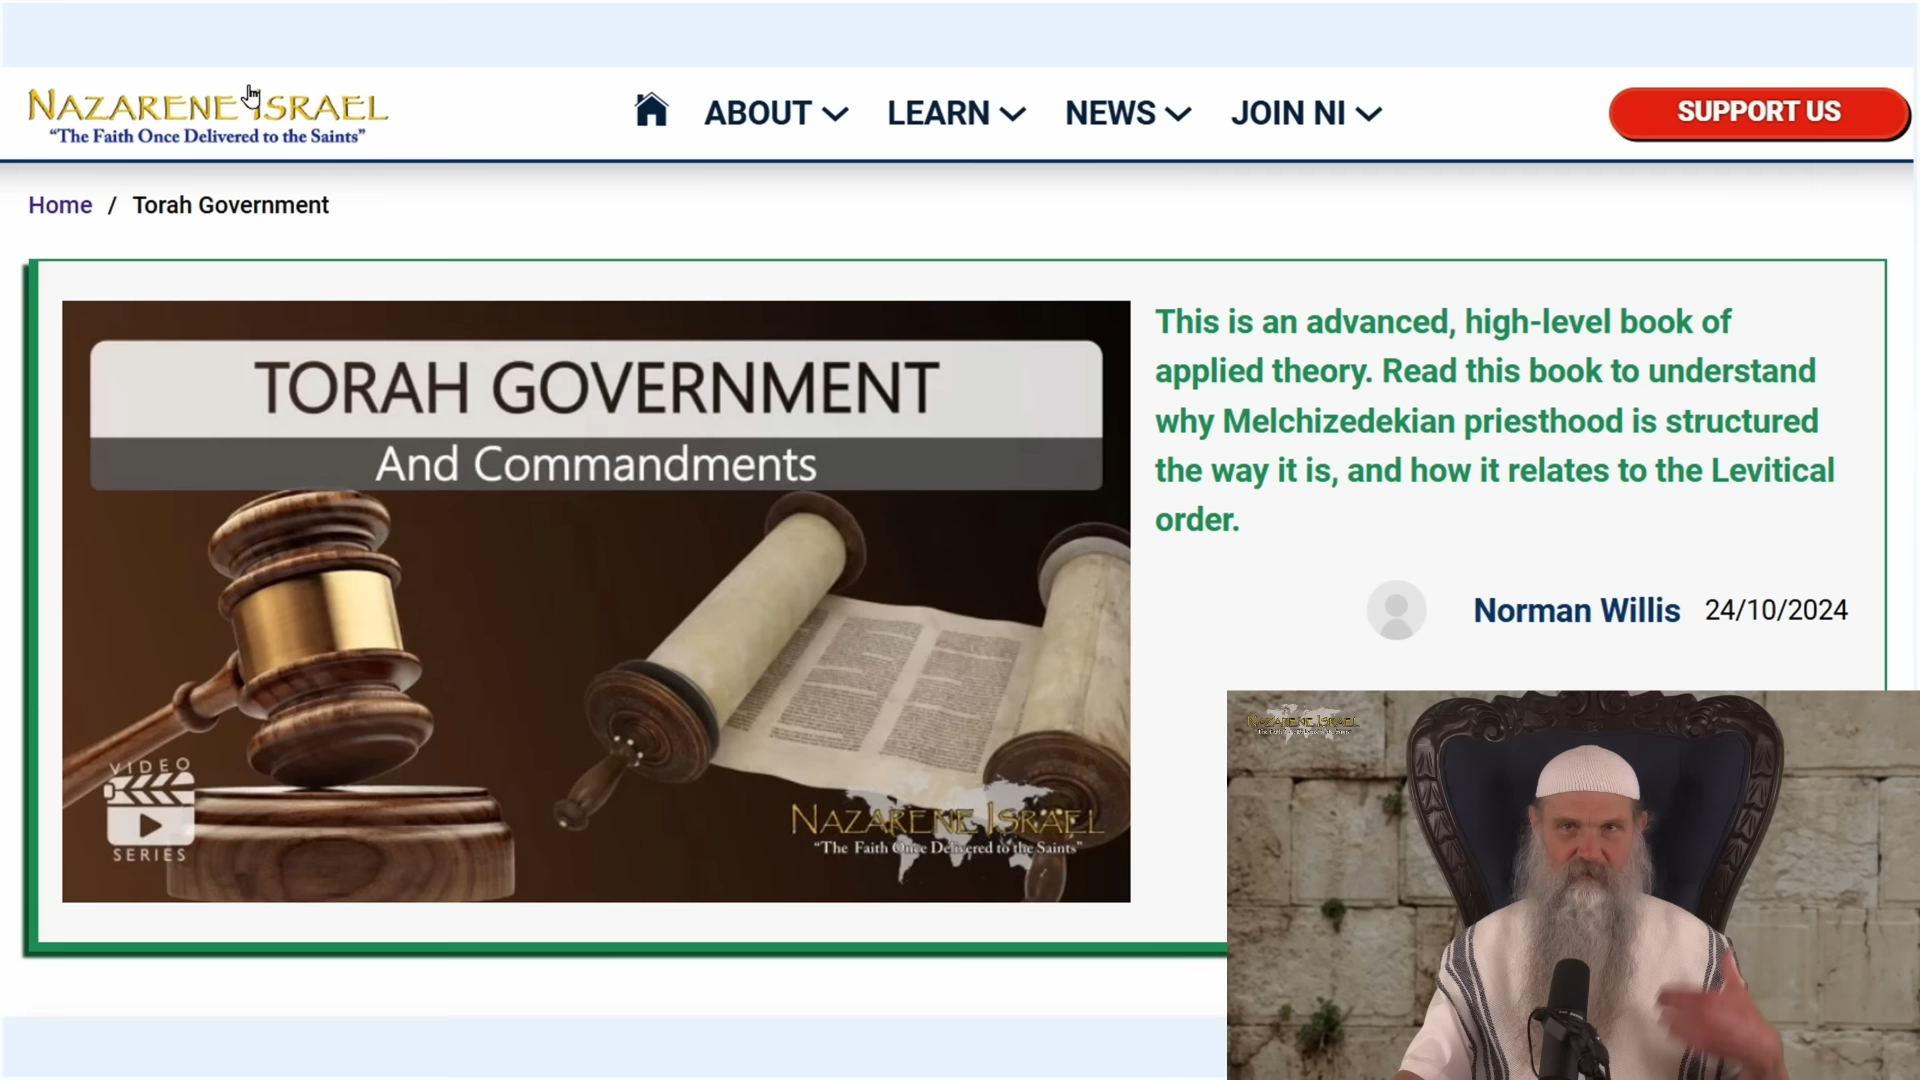 NAZARENE ISRAEL
“The Faith Once Delivered to the Saints”
ABOUT
LEARN
NEWS
JOIN NI
SUPPORT US
Home / Torah Government
TORAH GOVERNMENT
And Commandments
VIDEO
SERIES
NAZARENE ISRAEL
“The Faith Once Delivered to the Saints”
This is an advanced, high-level book of
applied theory. Read this book to understand
why Melchizedekian priesthood is structured
the way it is, and how it relates to the Levitical
order.
Norman Willis 24/10/2024
NAZARENE ISRAEL